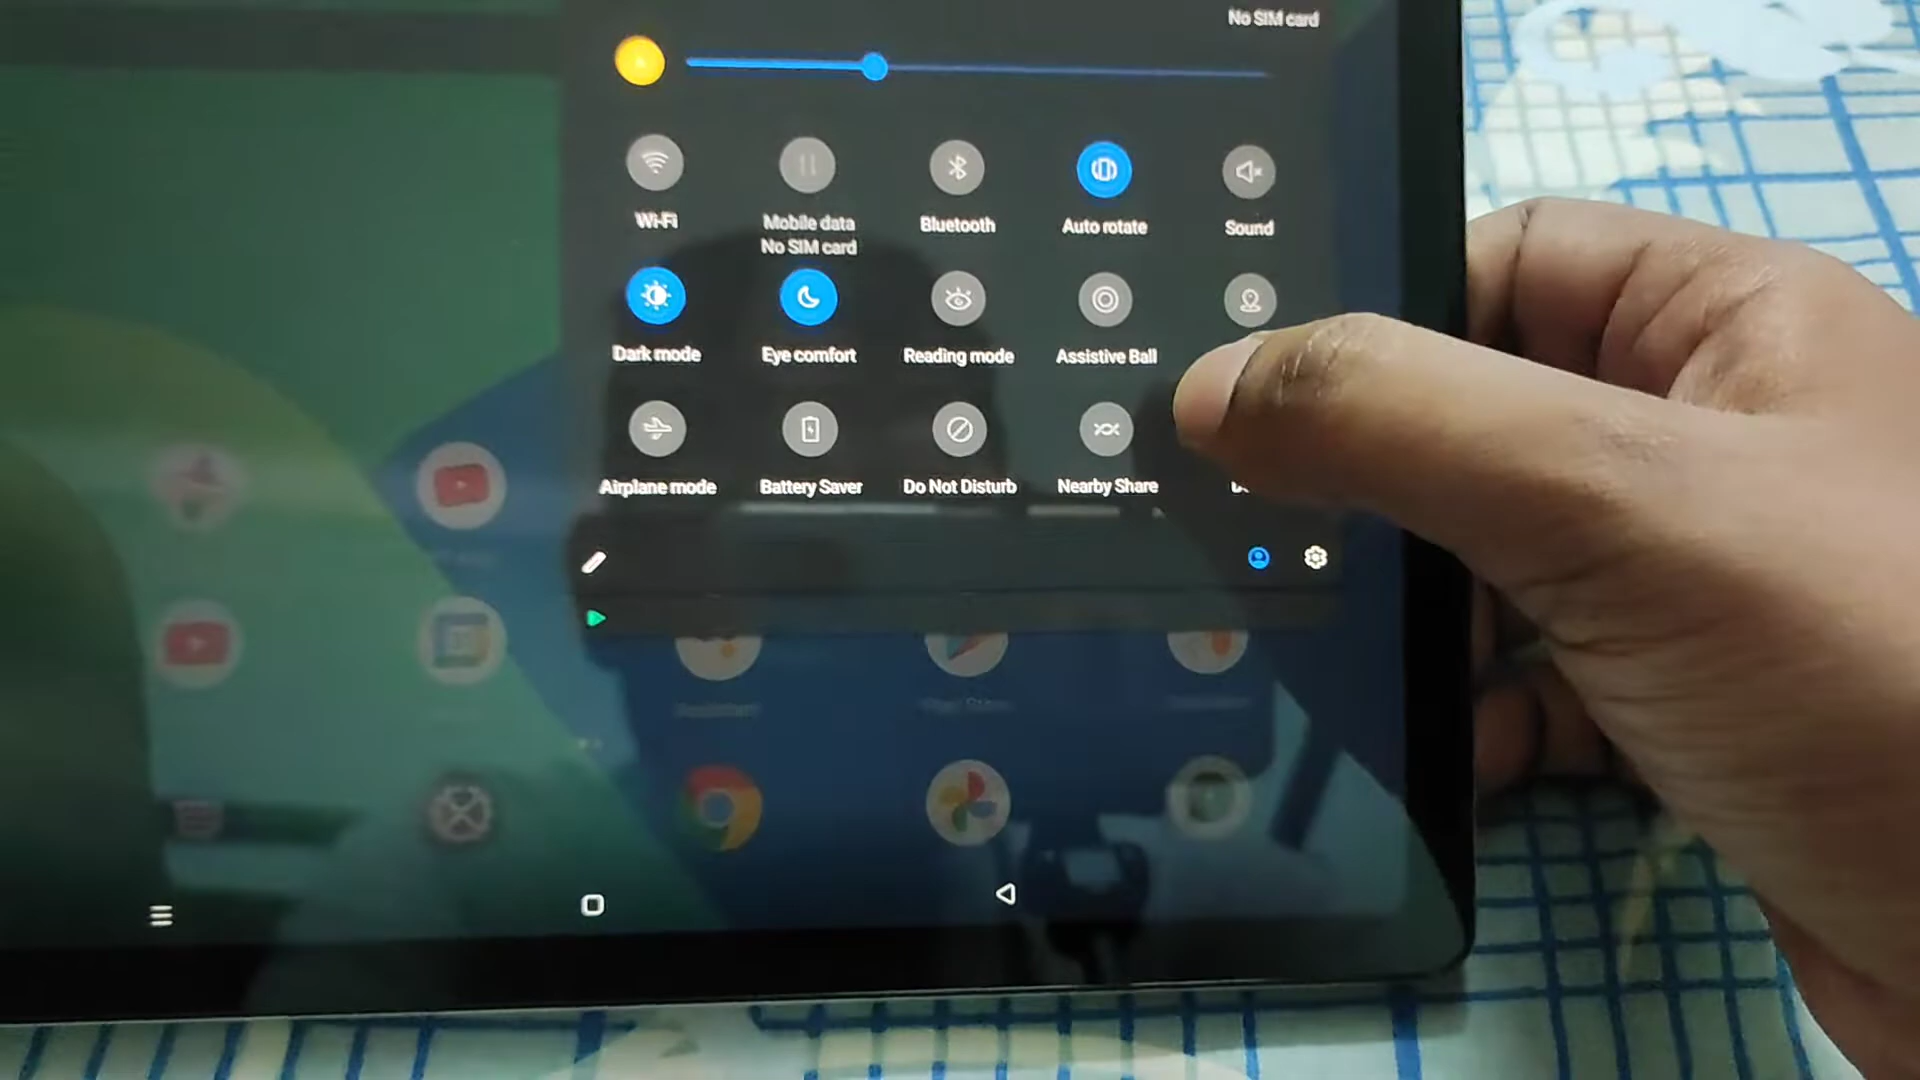 No SIM card
Wi-Fi
Mobile data
No SIM card
Bluetooth
Auto rotate
Sound
Dark mode
Eye comfort
Reading mode
Assistive Ball
Airplane mode
Battery Saver
Do Not Disturb
Nearby Share